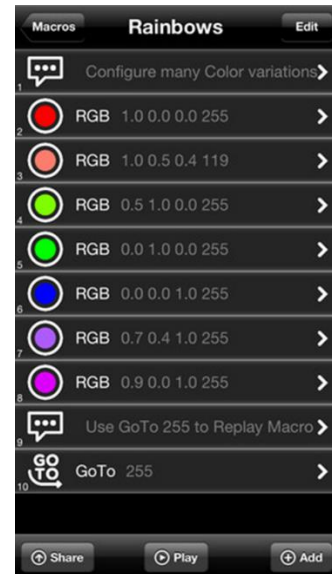 Macros Rainbows Edit
1 Configure many Color variations
2 RGB 1.0 0.0 0.0 255
3 RGB 1.0 0.5 0.4 119
4 RGB 0.5 1.0 0.0 255
5 RGB 0.0 1.0 0.0 255
6 RGB 0.0 0.0 1.0 255
7 RGB 0.7 0.4 1.0 255
8 RGB 0.9 0.0 1.0 255
9 Use GoTo 255 to Replay Macro
10 GO TO GoTo 255
Share Play Add